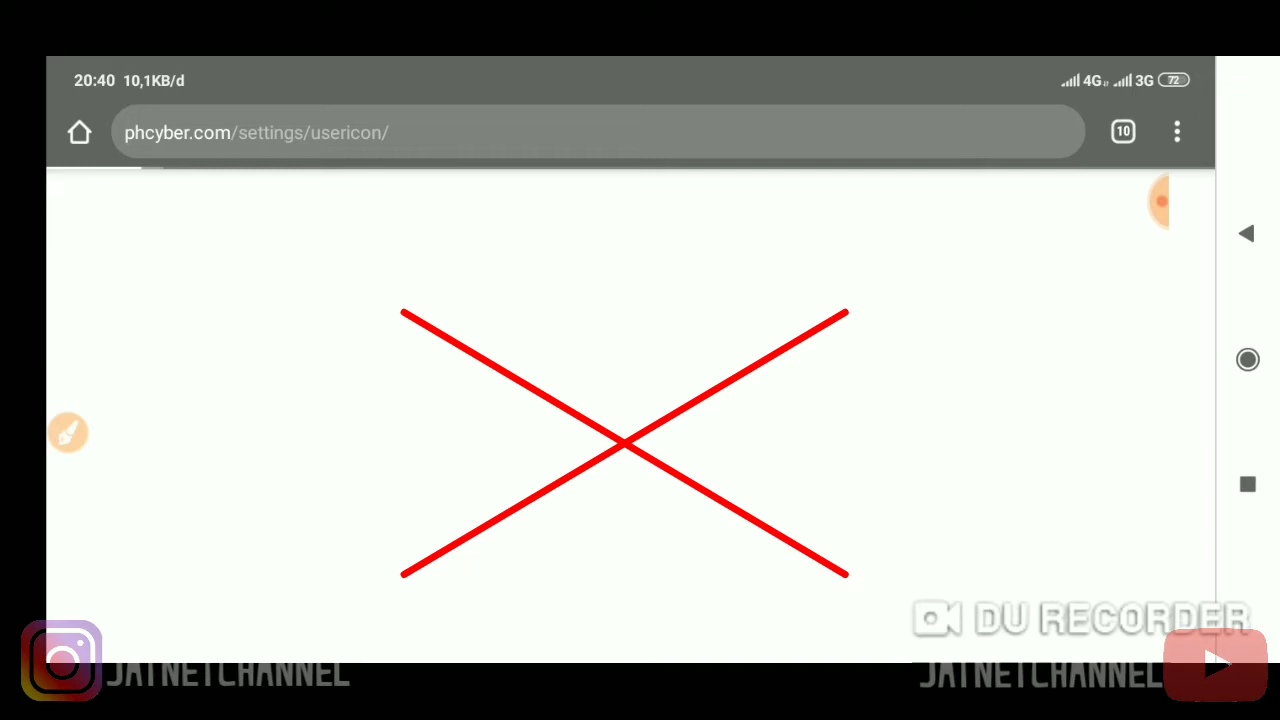 20:40 10,1KB/d
4G 3G 72
phcyber.com/settings/usericon/
10
DU RECORDER
JATNETCHANNEL
JATNETCHANNEL